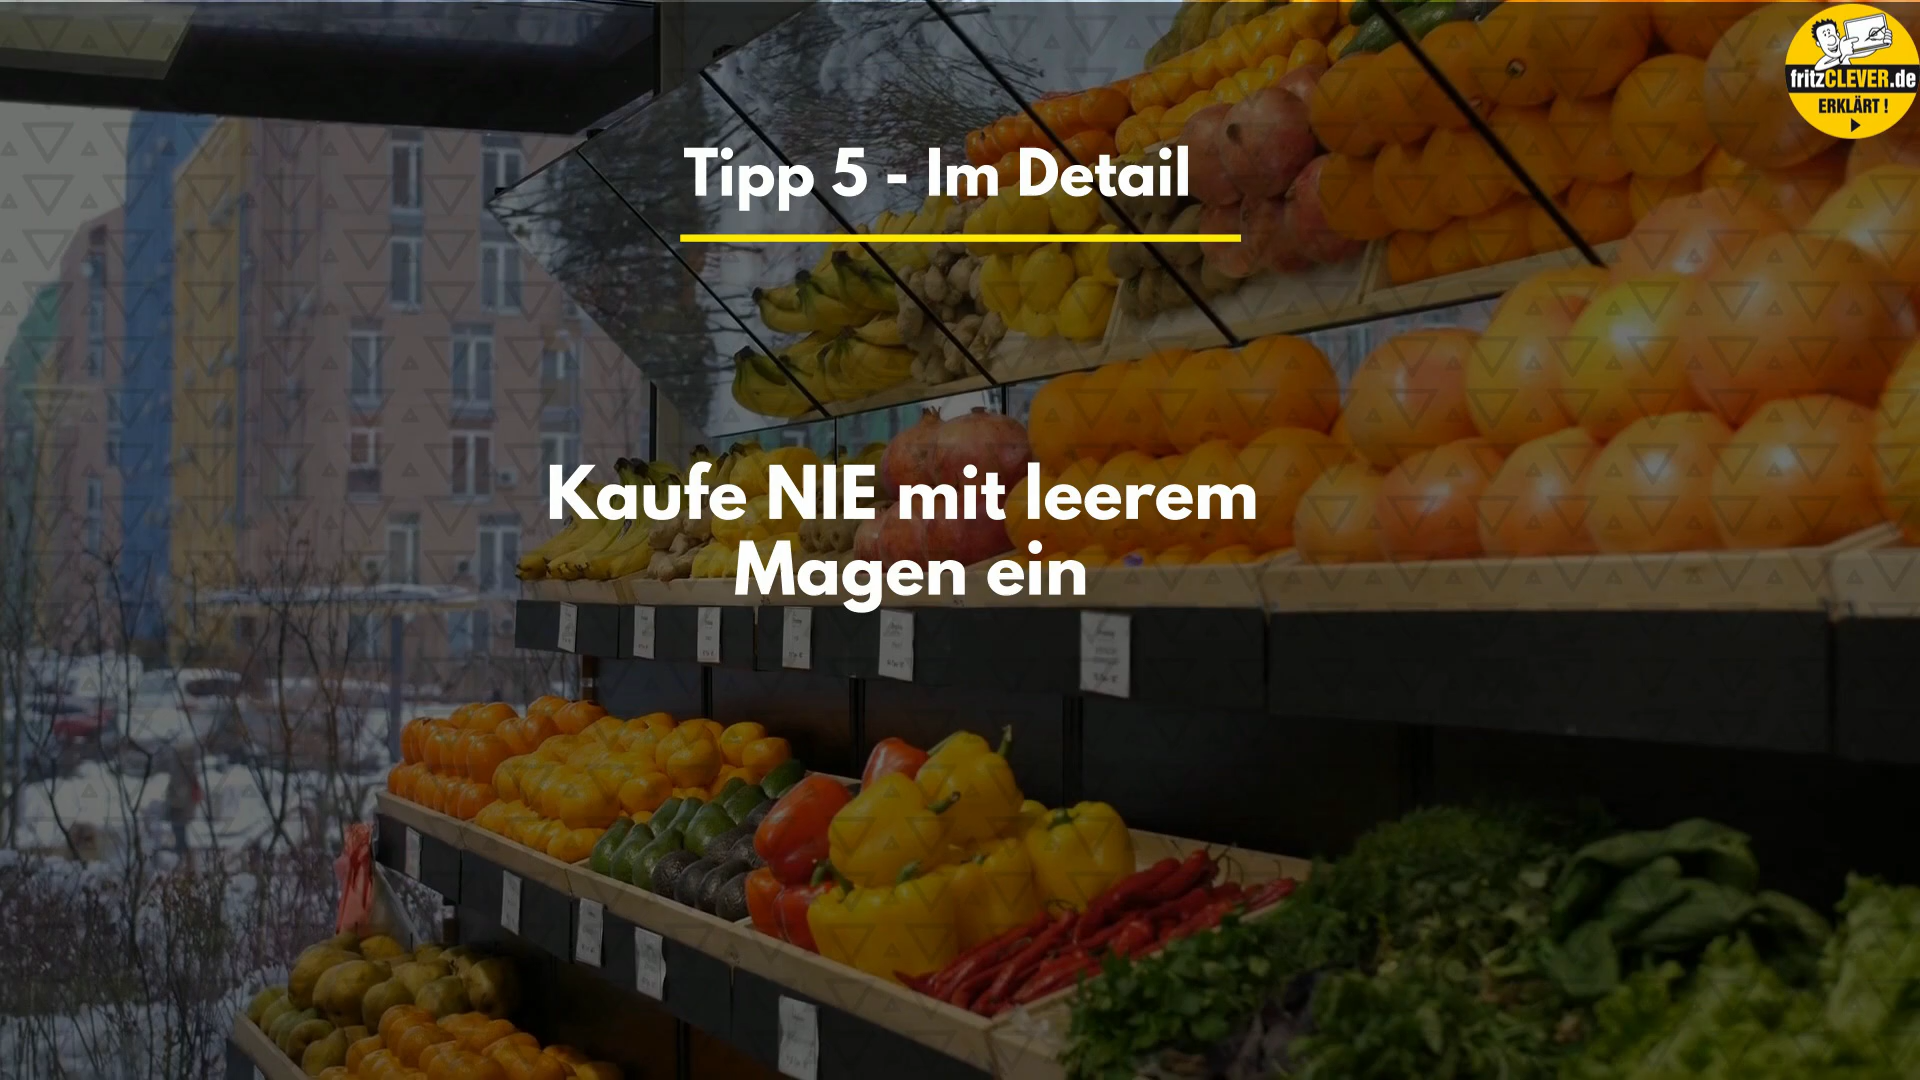 fritzCLEVER.de
ERKLÄRT !
Tipp 5 - Im Detail
Kaufe NIE mit leerem
Magen ein